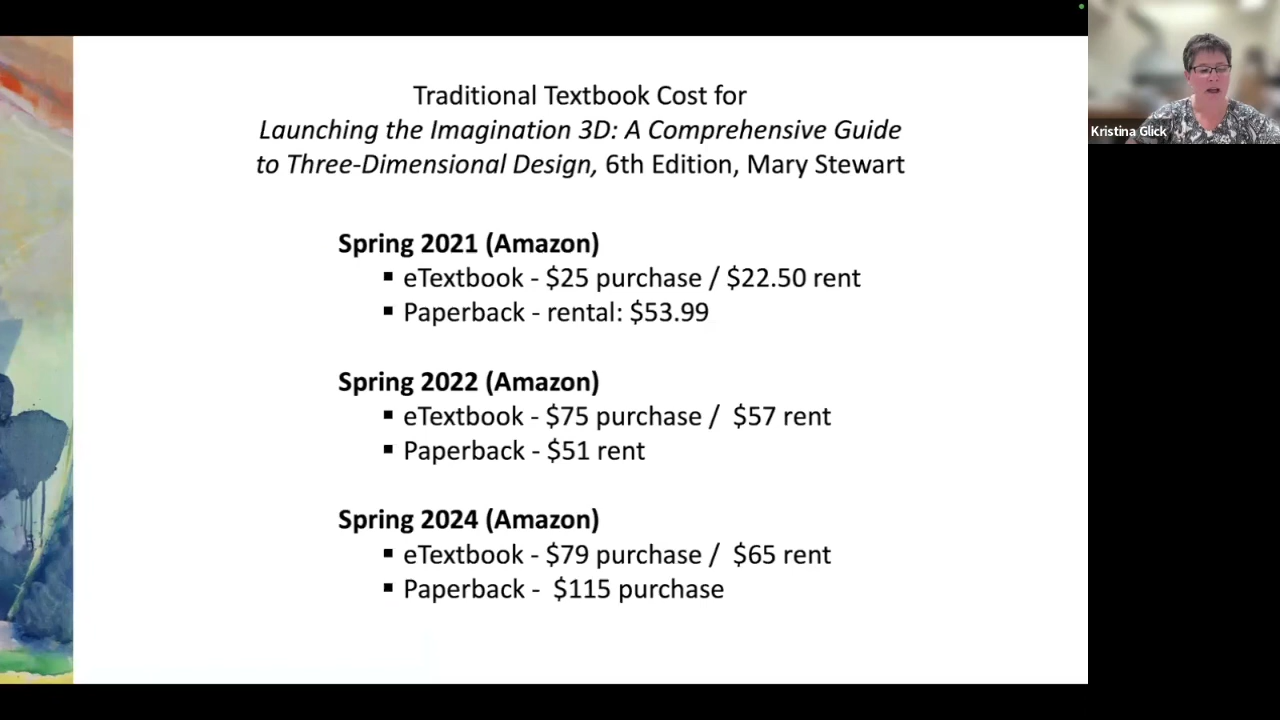 Traditional Textbook Cost for
Launching the Imagination 3D: A Comprehensive Guide
to Three-Dimensional Design, 6th Edition, Mary Stewart
Spring 2021 (Amazon)
▪ eTextbook - $25 purchase / $22.50 rent
▪ Paperback - rental: $53.99
Spring 2022 (Amazon)
▪ eTextbook - $75 purchase / $57 rent
▪ Paperback - $51 rent
Spring 2024 (Amazon)
▪ eTextbook - $79 purchase / $65 rent
▪ Paperback - $115 purchase
Kristina Glick